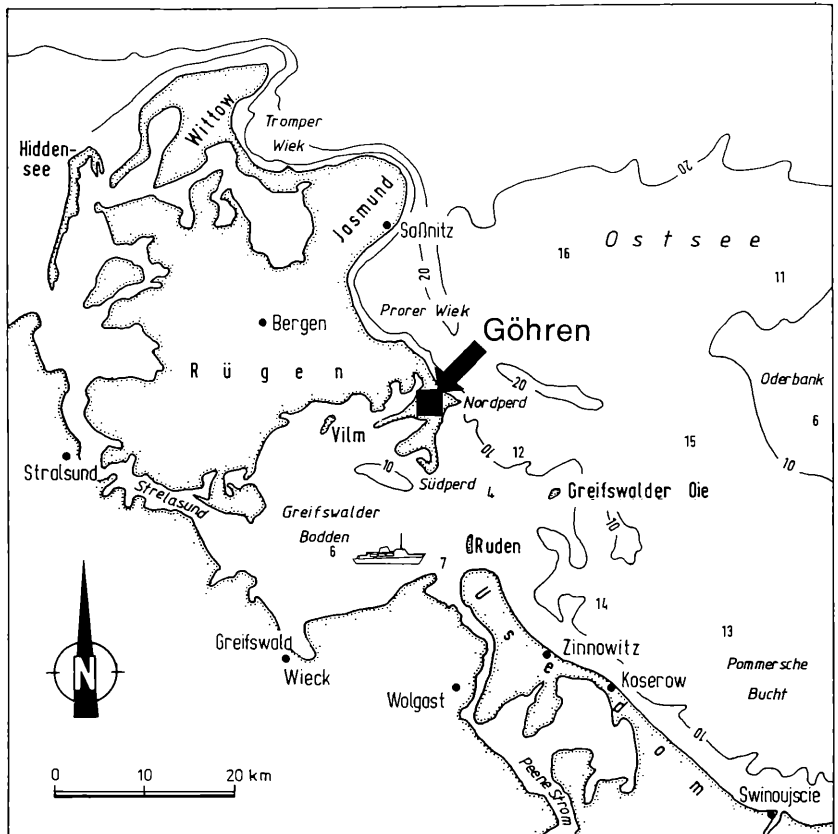 Wittow
Tromper
Wiek
Hidden-
see
20
Jasmund
Saßnitz
Ostsee
16
11
20
Prorer Wiek
Bergen
Göhren
Rügen
20
Oderbank
6
Nordperd
Vilm
10
12
15
10
Stralsund
Strelasund
10
Südperd
4
Greifswalder Oie
Greifswalder
Bodden
6
10
Ruden
7
14
13
Usedom
Greifswald
Wieck
Zinnowitz
Koserow
Pommersche
Bucht
N
Wolgast
10
0 10 20 km
Peene Strom
Swinoujscie